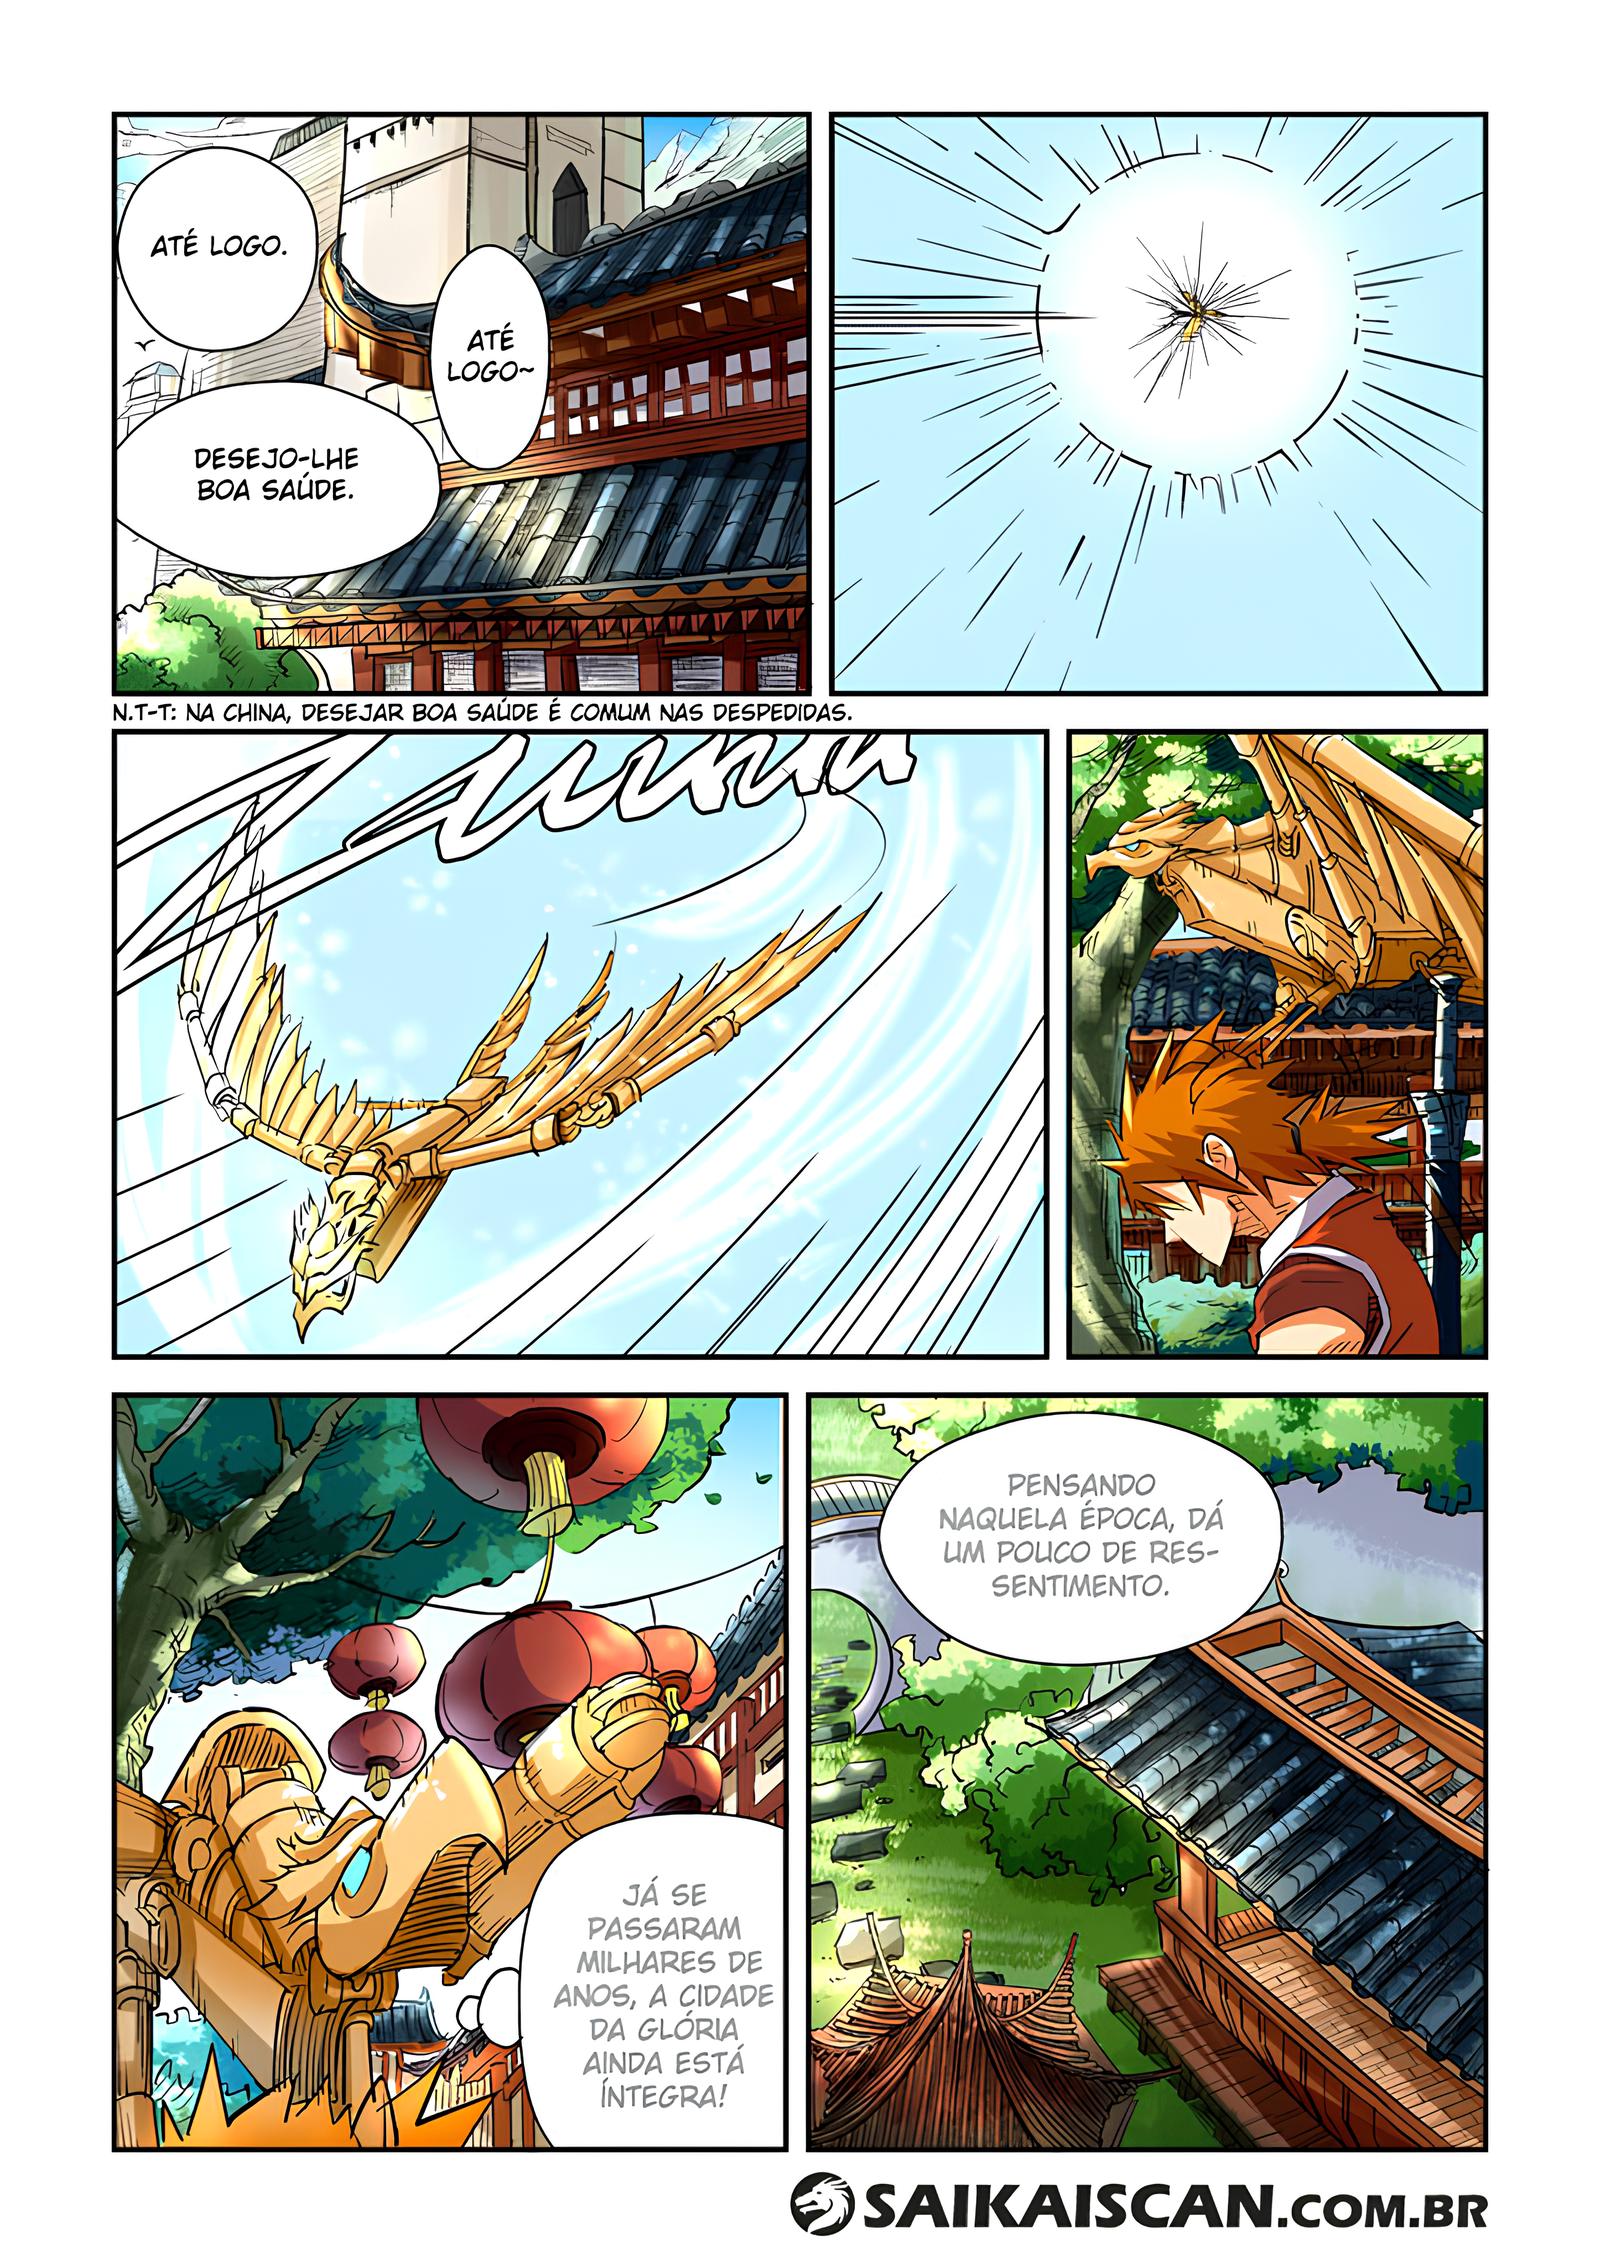 ATÉ LOGO.
ATÉ
LOGO~
DESEJO-LHE
BOA SAÚDE.
N.T-T: NA CHINA, DESEJAR BOA SAÚDE É COMUM NAS DESPEDIDAS.
JÁ SE
PASSARAM
MILHARES DE
ANOS, A CIDADE
DA GLÓRIA
AINDA ESTÁ
ÍNTEGRA!
PENSANDO
NAQUELA ÉPOCA, DÁ
UM POUCO DE RES-
SENTIMENTO.
SAIKAISCAN.COM.BR